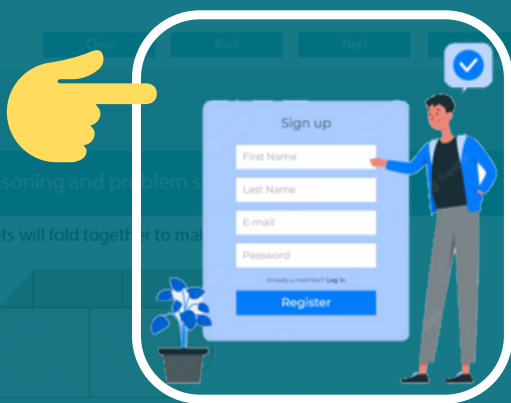 Clear Back Next
Sign up
First Name
Last Name
E-mail
Password
Already a member? Log in
Register
soning and problem s
ts will fold together to mak